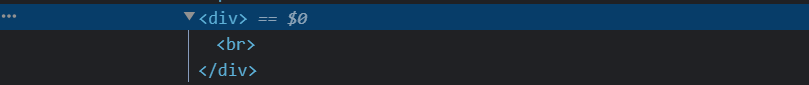 … ▼<div> == $0
<br>
</div>